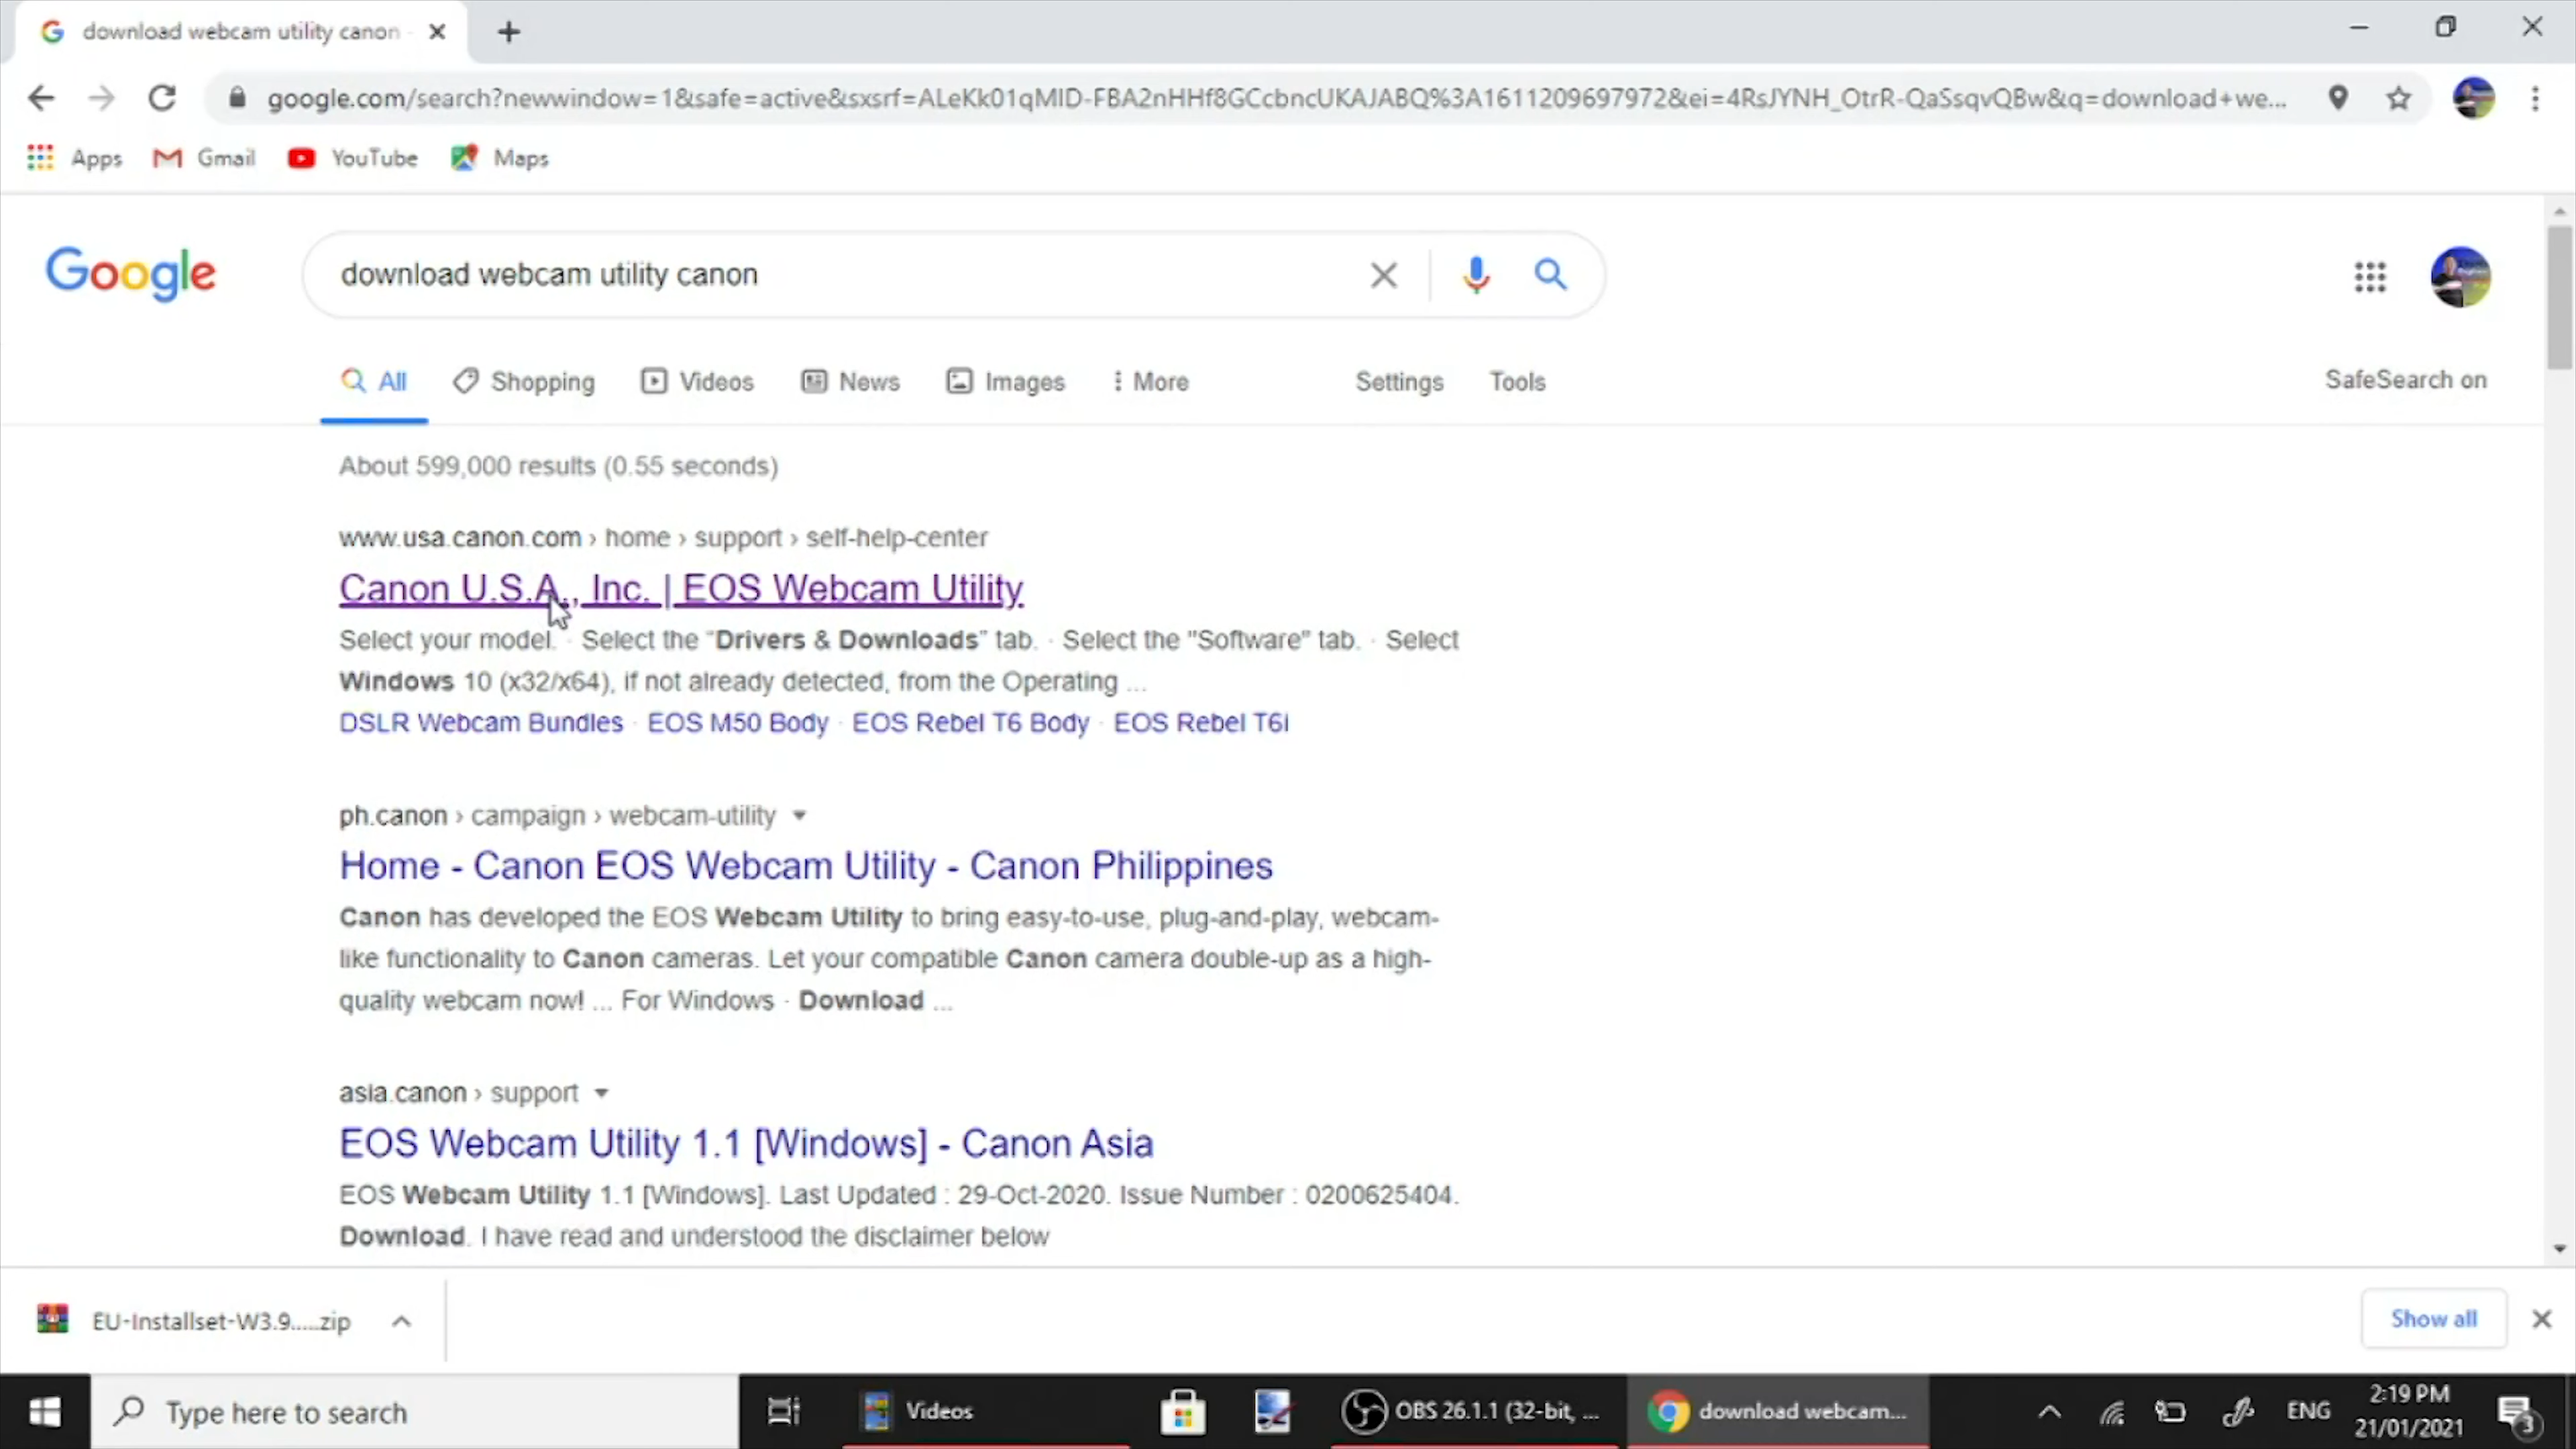 download webcam utility canon -
google.com/search?newwindow=1&safe=active&sxsrf=ALeKk01qMID-FBA2nHHf8GCcbncUKAJABQ%3A1611209697972&ei=4RsJYNH_OtrR-QaSsqvQBw&q=download+we...
Apps Gmail YouTube Maps
Google download webcam utility canon
All Shopping Videos News Images More Settings Tools SafeSearch on
About 599,000 results (0.55 seconds)
www.usa.canon.com › home › support › self-help-center
Canon U.S.A., Inc. | EOS Webcam Utility
Select your model. · Select the "Drivers & Downloads" tab. · Select the "Software" tab. · Select
Windows 10 (x32/x64), if not already detected, from the Operating ...
DSLR Webcam Bundles · EOS M50 Body · EOS Rebel T6 Body · EOS Rebel T6i
ph.canon › campaign › webcam-utility
Home - Canon EOS Webcam Utility - Canon Philippines
Canon has developed the EOS Webcam Utility to bring easy-to-use, plug-and-play, webcam-
like functionality to Canon cameras. Let your compatible Canon camera double-up as a high-
quality webcam now! ... For Windows · Download ...
asia.canon › support
EOS Webcam Utility 1.1 [Windows] - Canon Asia
EOS Webcam Utility 1.1 [Windows]. Last Updated : 29-Oct-2020. Issue Number : 0200625404.
Download. I have read and understood the disclaimer below
EU-Installset-W3.9.....zip Show all
Type here to search Videos OBS 26.1.1 (32-bit, ... download webcam... ENG 2:19 PM
21/01/2021 3